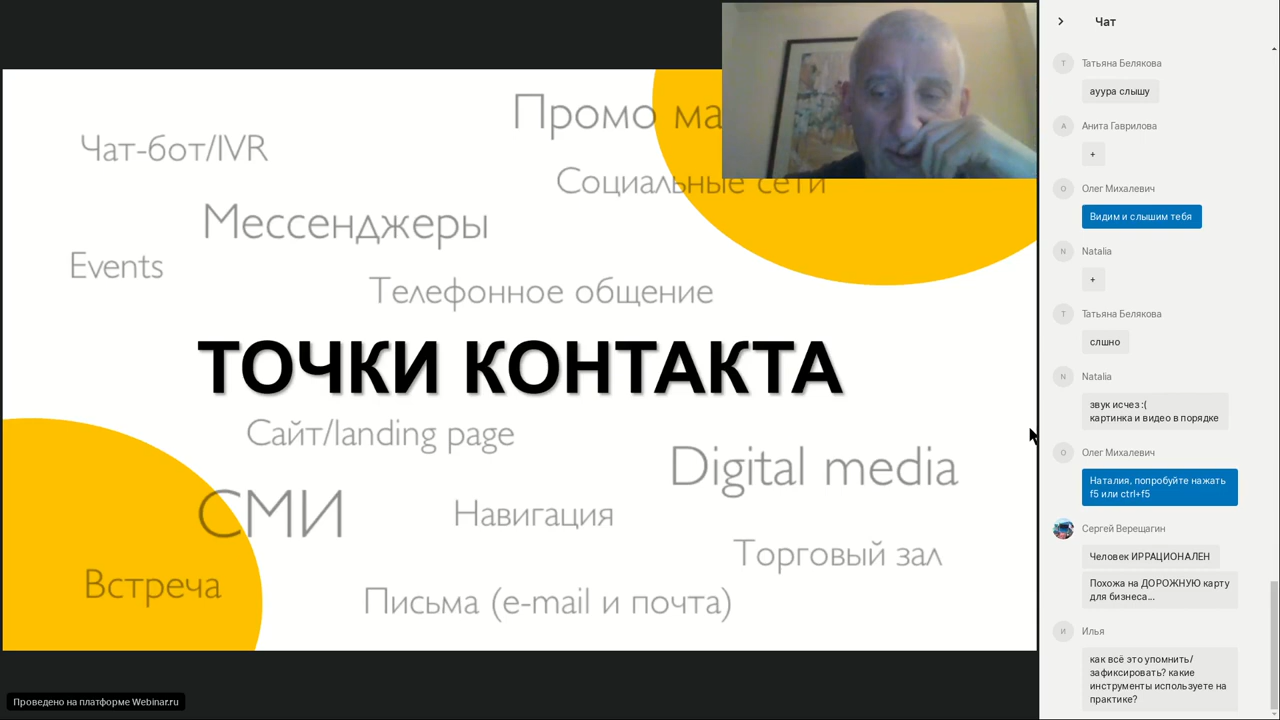 Промо ма
Чат-бот/IVR
Социальные сети
Мессенджеры
Events
Телефонное общение
ТОЧКИ КОНТАКТА
Сайт/landing page
Digital media
СМИ
Навигация
Торговый зал
Встреча
Письма (e-mail и почта)
Проведено на платформе Webinar.ru
Чат
Т
Татьяна Белякова
ауура слышу
А
Анита Гаврилова
+
О
Олег Михалевич
Видим и слышим тебя
N
Natalia
+
Т
Татьяна Белякова
слшно
N
Natalia
звук исчез :(
картинка и видео в порядке
О
Олег Михалевич
Наталия, попробуйте нажать
f5 или ctrl+f5
Сергей Верещагин
Человек ИРРАЦИОНАЛЕН
Похожа на ДОРОЖНУЮ карту
для бизнеса...
И
Илья
как всё это упомнить/
зафиксировать? какие
инструменты используете на
практике?